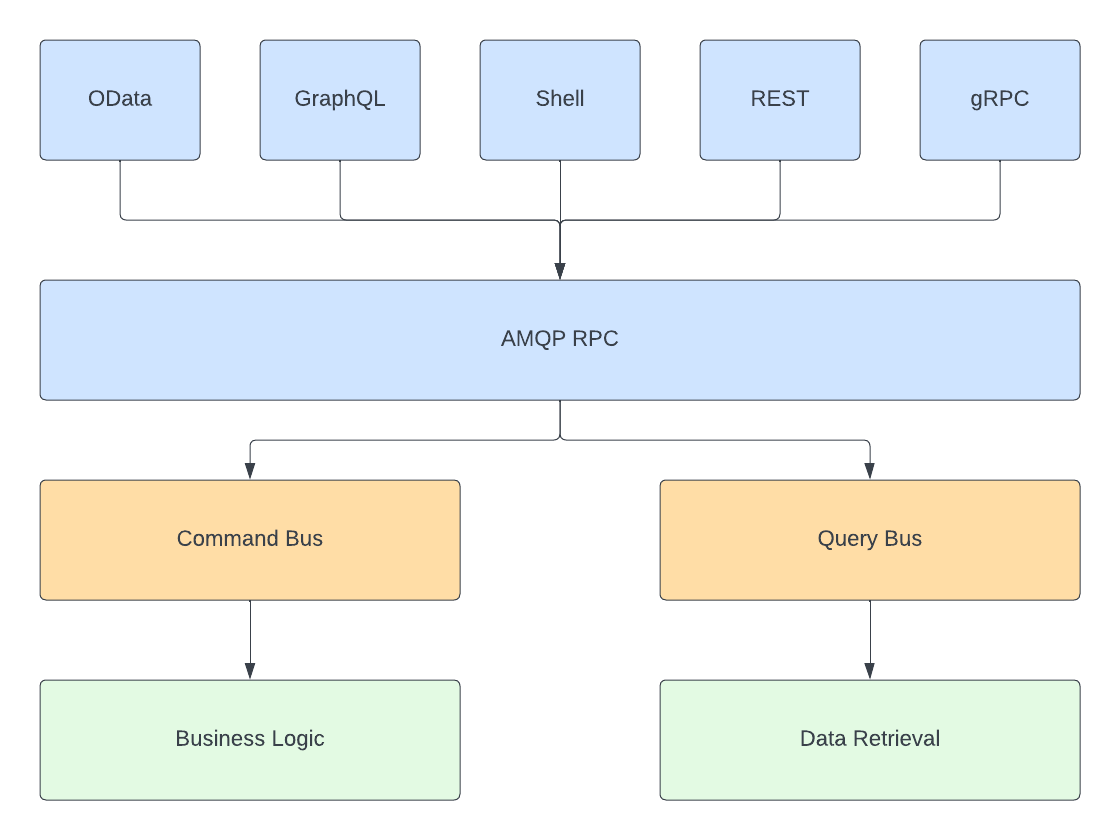 OData
GraphQL
Shell
REST
gRPC
AMQP RPC
Command Bus
Query Bus
Business Logic
Data Retrieval